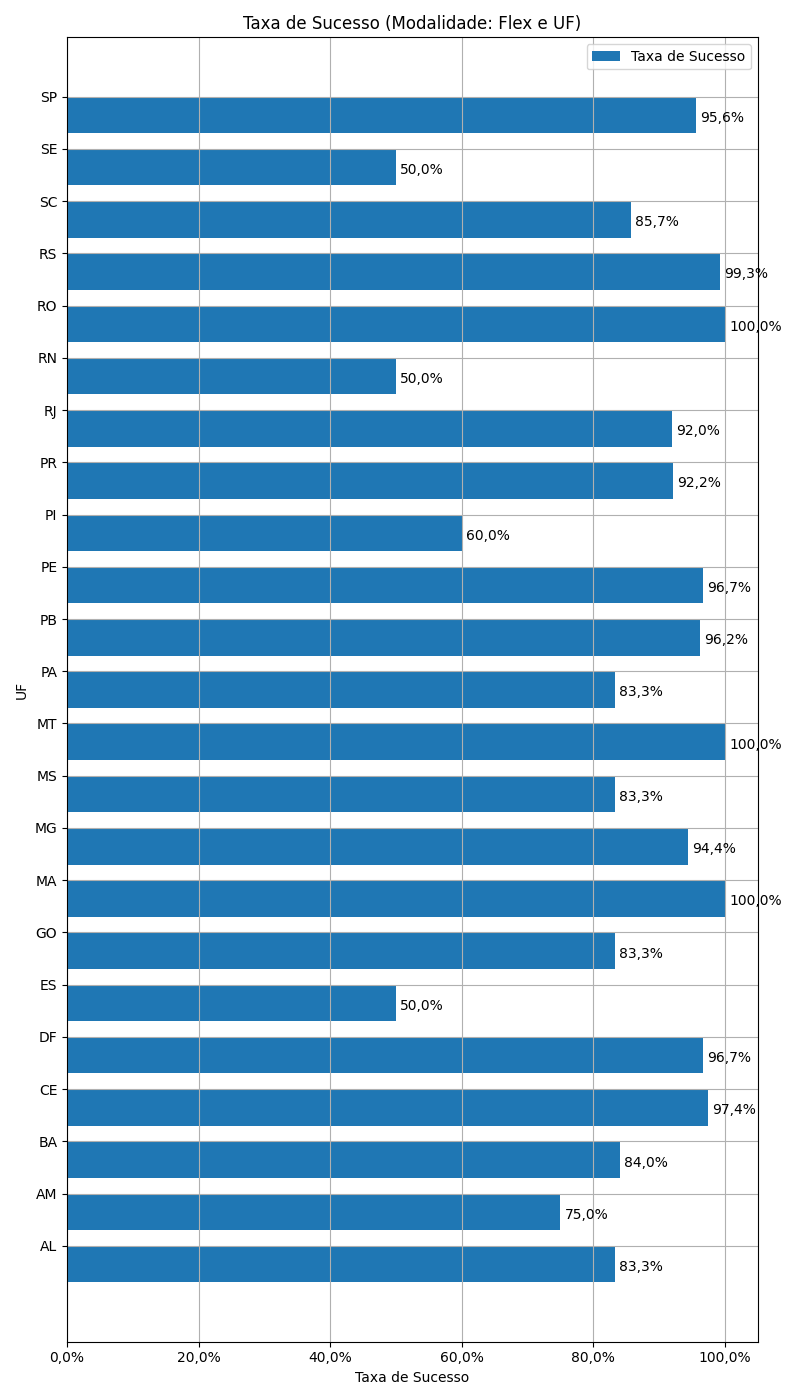 Taxa de Sucesso (Modalidade: Flex e UF)
Taxa de Sucesso
SP 95,6%
SE 50,0%
SC 85,7%
RS 99,3%
RO 100,0%
RN 50,0%
RJ 92,0%
PR 92,2%
PI 60,0%
PE 96,7%
PB 96,2%
PA 83,3%
UF
MT 100,0%
MS 83,3%
MG 94,4%
MA 100,0%
GO 83,3%
ES 50,0%
DF 96,7%
CE 97,4%
BA 84,0%
AM 75,0%
AL 83,3%
0,0% 20,0% 40,0% 60,0% 80,0% 100,0%
Taxa de Sucesso